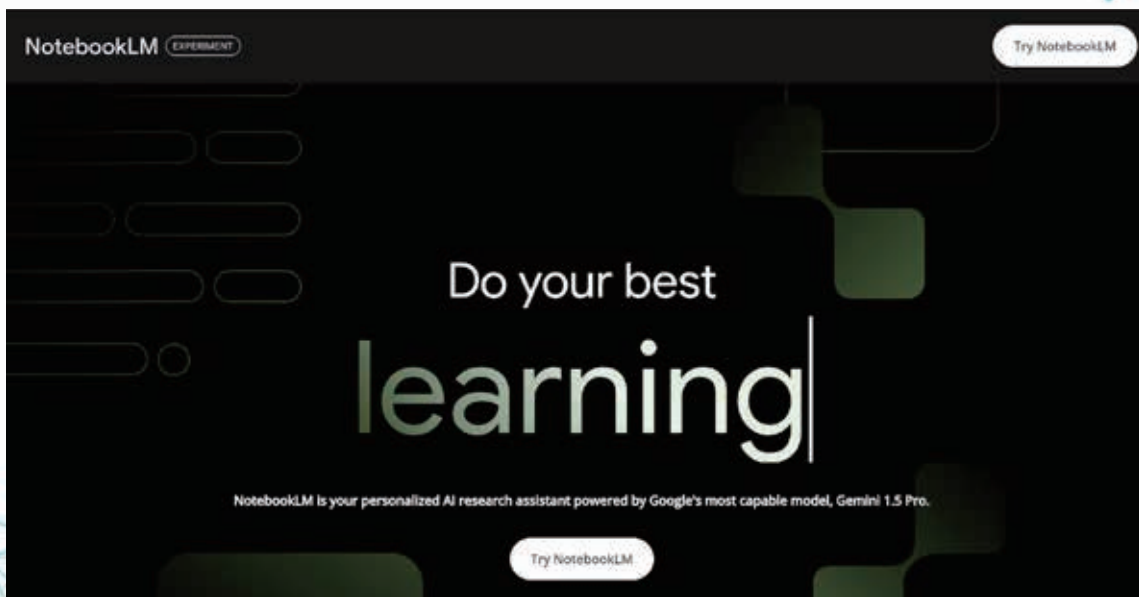 NotebookLM EXPERIMENT
Try NotebookLM
Do your best
learning
NotebookLM is your personalized AI research assistant powered by Google's most capable model, Gemini 1.5 Pro.
Try NotebookLM